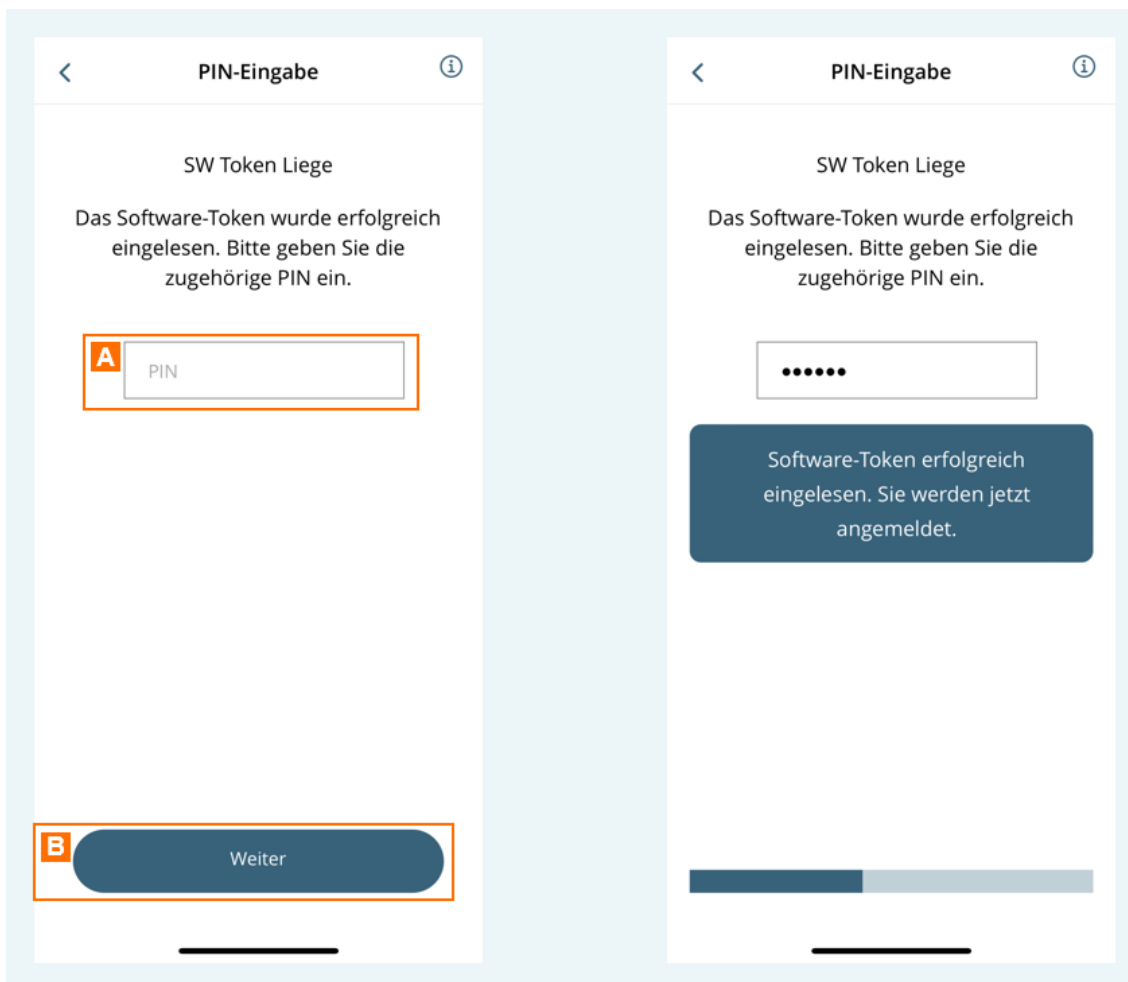 PIN-Eingabe
SW Token Liege
Das Software-Token wurde erfolgreich
eingelesen. Bitte geben Sie die
zugehörige PIN ein.
A
PIN
B
Weiter
PIN-Eingabe
SW Token Liege
Das Software-Token wurde erfolgreich
eingelesen. Bitte geben Sie die
zugehörige PIN ein.
••••••
Software-Token erfolgreich
eingelesen. Sie werden jetzt
angemeldet.